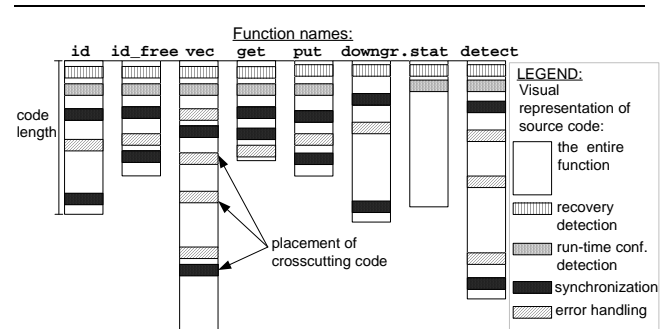 Function names:
id id_free vec get put downgr.stat detect
code
length
placement of
crosscutting code
LEGEND:
Visual
representation of
source code:
the entire
function
recovery
detection
run-time conf.
detection
synchronization
error handling